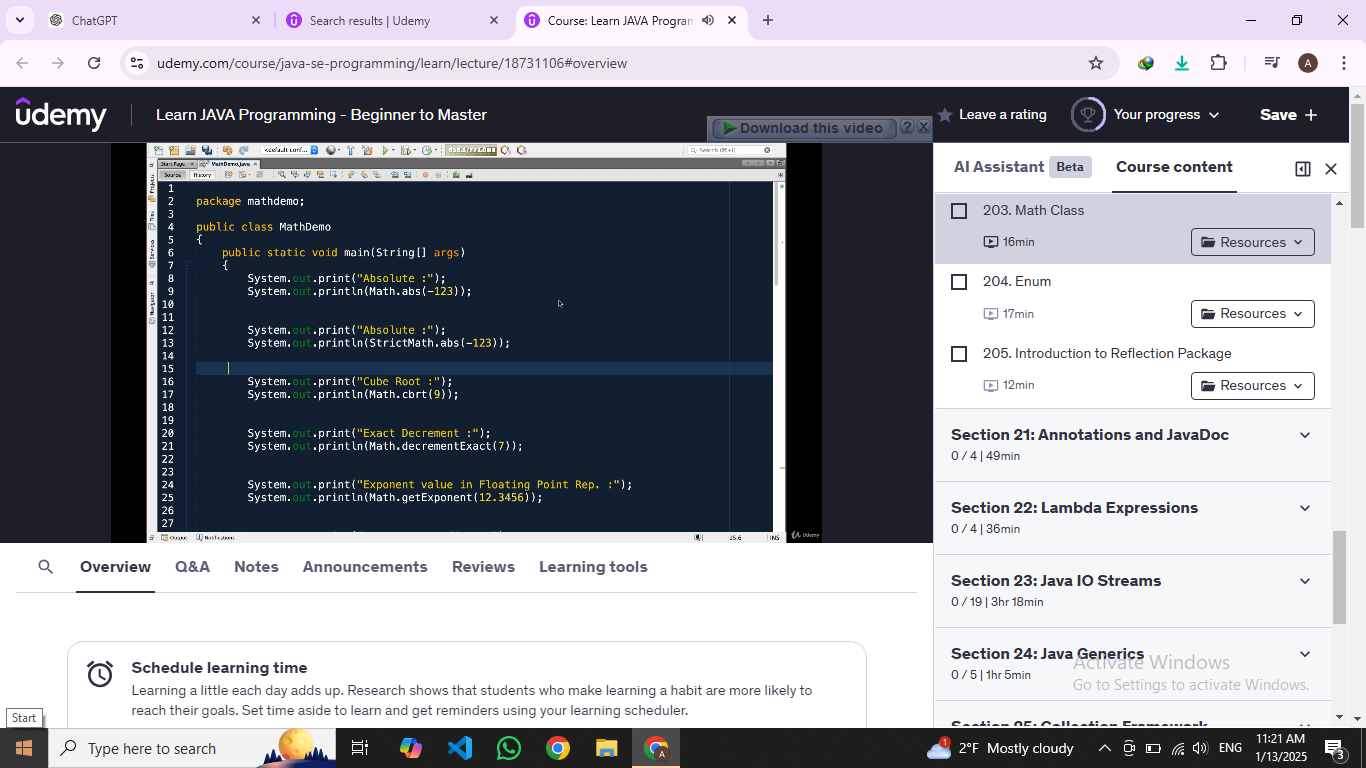 ChatGPT
Search results | Udemy
Course: Learn JAVA Program
udemy.com/course/java-se-programming/learn/lecture/18731106#overview
A
ûdemy
Learn JAVA Programming - Beginner to Master
Leave a rating
Your progress
Save +
Download this video
?
<default conf...
Search (⌘+I)
Start Page
MathDemo.java
Source
History
Projects
Files
Services
Navigator
1
2 package mathdemo;
3
4 public class MathDemo
5 {
6 public static void main(String[] args)
7 {
8 System.out.print("Absolute :");
9 System.out.println(Math.abs(-123));
10
11
12 System.out.print("Absolute :");
13 System.out.println(StrictMath.abs(-123));
14
15
16 System.out.print("Cube Root :");
17 System.out.println(Math.cbrt(9));
18
19
20 System.out.print("Exact Decrement :");
21 System.out.println(Math.decrementExact(7));
22
23
24 System.out.print("Exponent value in Floating Point Rep. :");
25 System.out.println(Math.getExponent(12.3456));
26
27
Output
Notifications
15:6
INS
Udemy
AI Assistant
Beta
Course content
203. Math Class
16min
Resources
204. Enum
17min
Resources
205. Introduction to Reflection Package
12min
Resources
Section 21: Annotations and JavaDoc
0 / 4 | 49min
Section 22: Lambda Expressions
0 / 4 | 36min
Section 23: Java IO Streams
0 / 19 | 3hr 18min
Section 24: Java Generics
0 / 5 | 1hr 5min
Section 25: Collection Framework
Activate Windows
Go to Settings to activate Windows.
Overview
Q&A
Notes
Announcements
Reviews
Learning tools
Schedule learning time
Learning a little each day adds up. Research shows that students who make learning a habit are more likely to
reach their goals. Set time aside to learn and get reminders using your learning scheduler.
Start
Type here to search
A
1
2°F Mostly cloudy
ENG
11:21 AM
1/13/2025
3